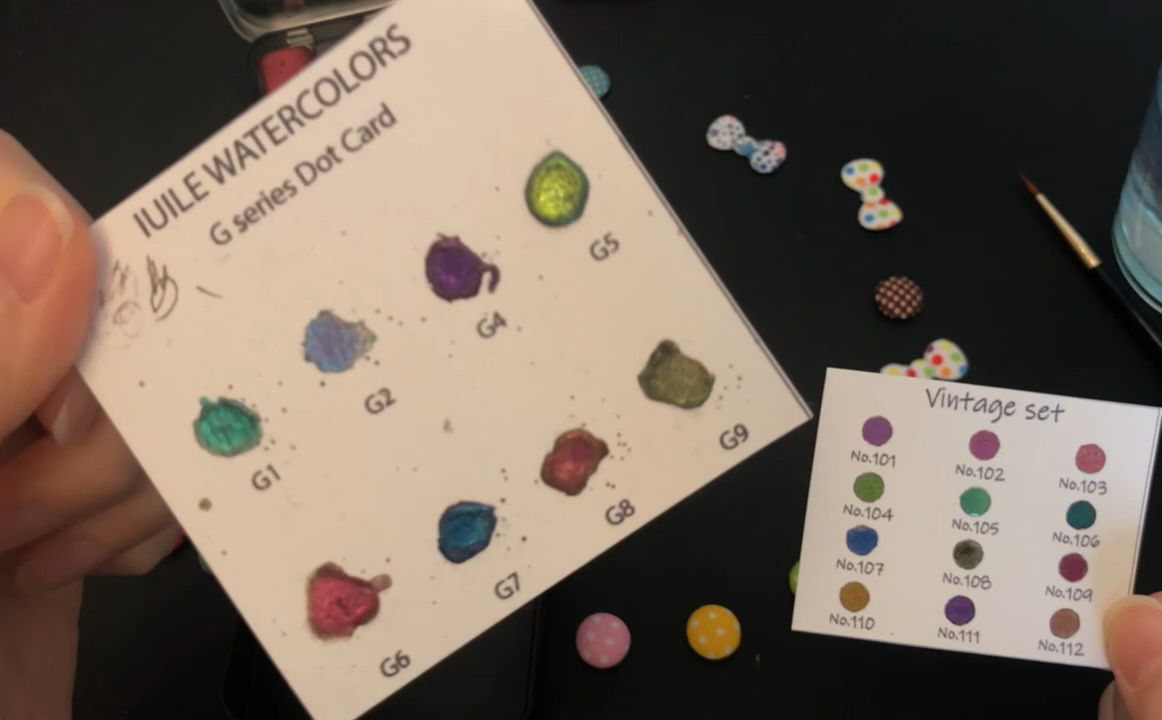 IUILE WATERCOLORS
G series Dot Card
G1
G2
G4
G5
G6
G7
G8
G9
Vintage set
No.101
No.102
No.103
No.104
No.105
No.106
No.107
No.108
No.109
No.110
No.111
No.112